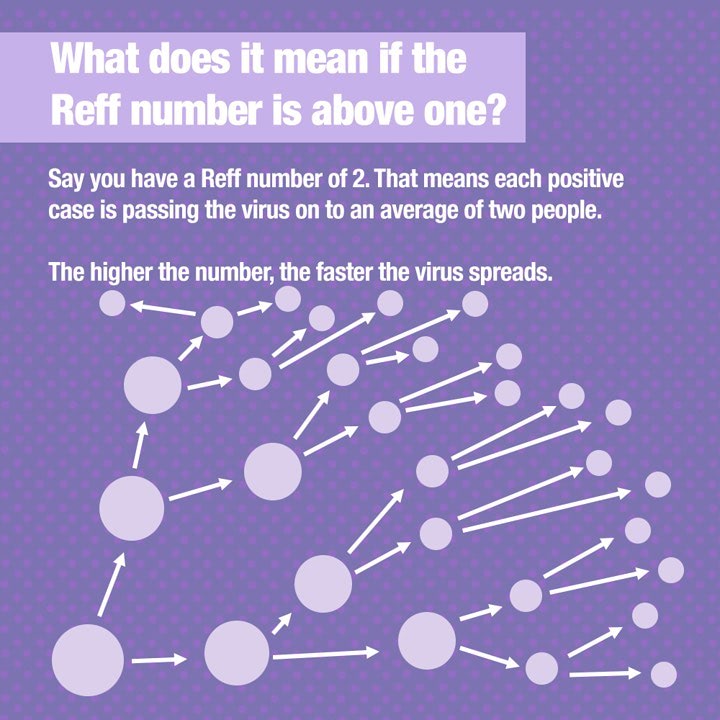 What does it mean if the
Reff number is above one?
Say you have a Reff number of 2. That means each positive
case is passing the virus on to an average of two people.
The higher the number, the faster the virus spreads.